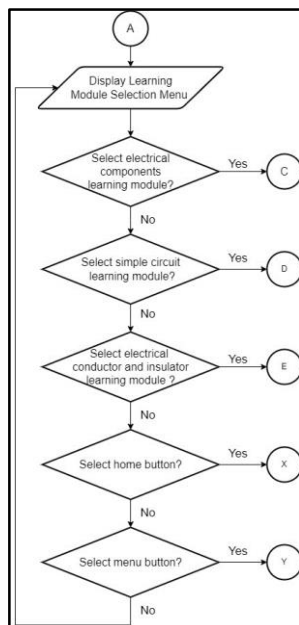 A
Display Learning
Module Selection Menu
Select electrical
components
learning module?
Yes
C
No
Select simple circuit
learning module?
Yes
D
No
Select electrical
conductor and insulator
learning module ?
Yes
E
No
Select home button?
Yes
X
No
Select menu button?
Yes
Y
No